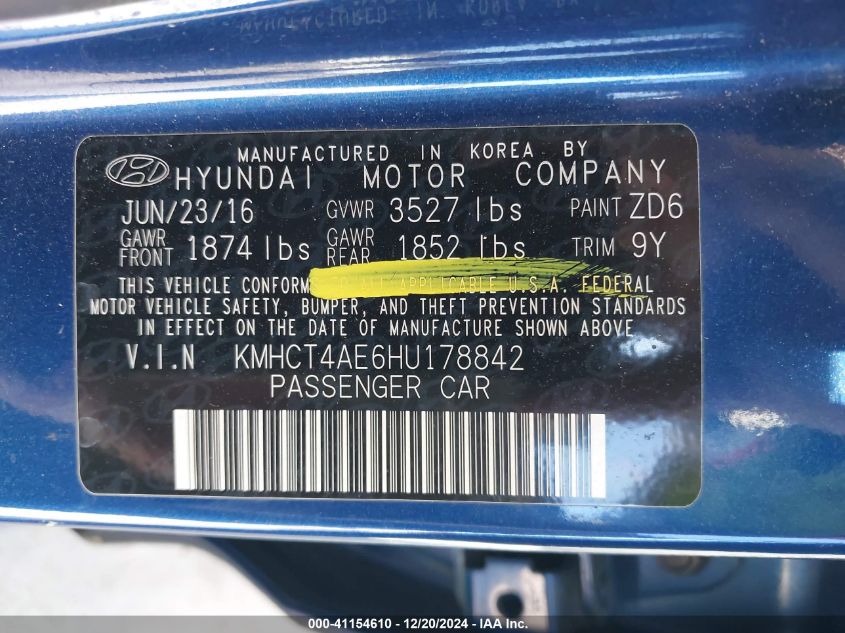 MANUFACTURED IN KOREA BY
HYUNDAI MOTOR COMPANY
JUN/23/16 GVWR 3527 lbs PAINT ZD6
GAWR FRONT 1874 lbs GAWR REAR 1852 lbs TRIM 9Y
THIS VEHICLE CONFORMS TO ALL APPLICABLE U.S.A. FEDERAL
MOTOR VEHICLE SAFETY, BUMPER, AND THEFT PREVENTION STANDARDS
IN EFFECT ON THE DATE OF MANUFACTURE SHOWN ABOVE
V.I.N KMHCT4AE6HU178842
PASSENGER CAR
000-41154610 - 12/20/2024 - IAAI.com